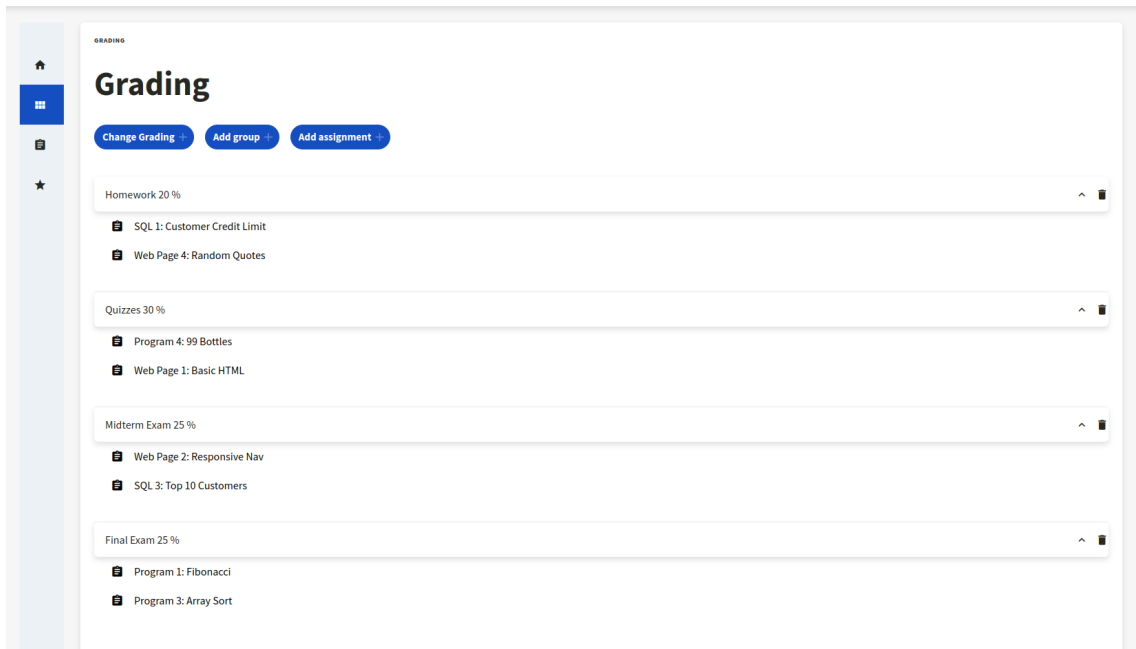 GRADING
Grading
Change Grading +
Add group +
Add assignment +
Homework 20 %
SQL 1: Customer Credit Limit
Web Page 4: Random Quotes
Quizzes 30 %
Program 4: 99 Bottles
Web Page 1: Basic HTML
Midterm Exam 25 %
Web Page 2: Responsive Nav
SQL 3: Top 10 Customers
Final Exam 25 %
Program 1: Fibonacci
Program 3: Array Sort